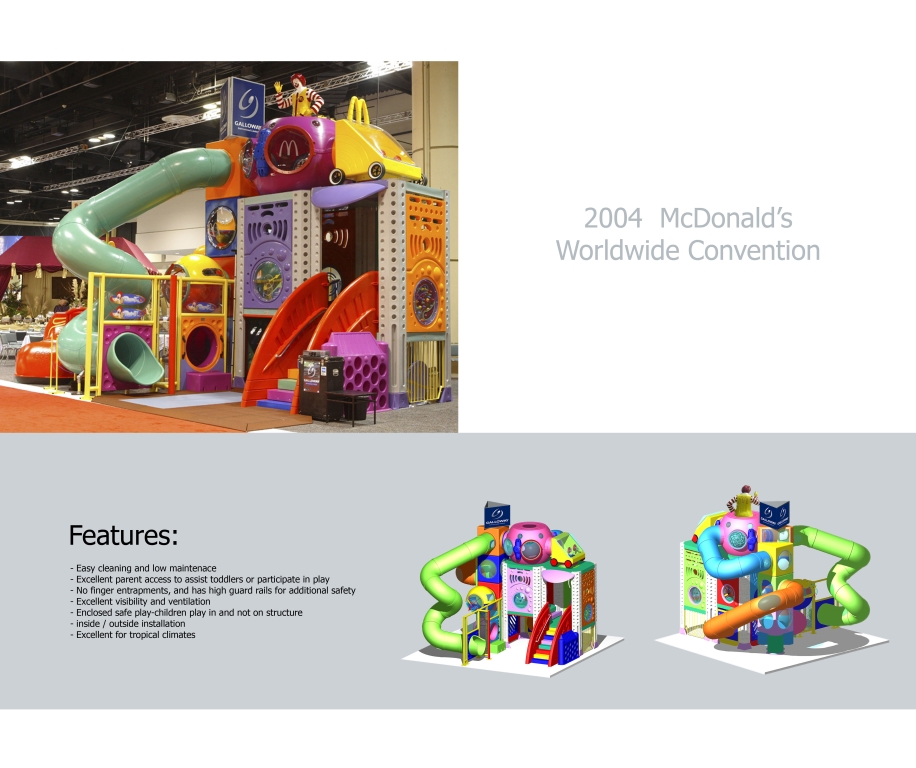 GALLOWAY
2004 McDonald's
Worldwide Convention
Features:
- Easy cleaning and low maintenace
- Excellent parent access to assist toddlers or participate in play
- No finger entrapments, and has high guard rails for additional safety
- Excellent visibility and ventilation
- Enclosed safe play-children play in and not on structure
- inside / outside installation
- Excellent for tropical climates
GALLOWAY